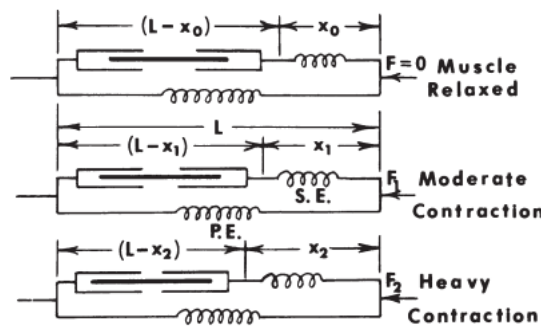 (L-x₀) x₀
F=0 Muscle
Relaxed
L
(L-x₁) x₁
F₁ Moderate
S.E.
Contraction
P.E.
(L-x₂) x₂
F₂ Heavy
Contraction